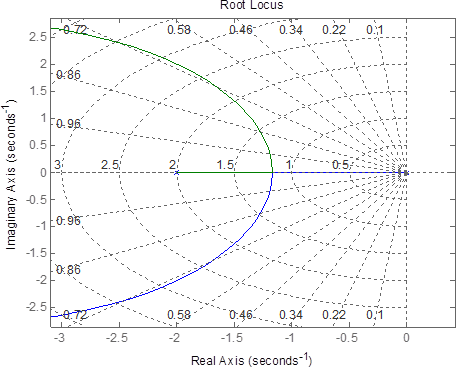 Root Locus
0.72 0.58 0.46 0.34 0.22 0.1
2.5
2
0.86
1.5
1
0.96
0.5
3 2.5 2 1.5 1 0.5
0
-0.5
0.96
-1
-1.5
0.86
-2
-2.5
0.72 0.58 0.46 0.34 0.22 0.1
-3 -2.5 -2 -1.5 -1 -0.5 0
Real Axis (seconds⁻¹)
Imaginary Axis (seconds⁻¹)